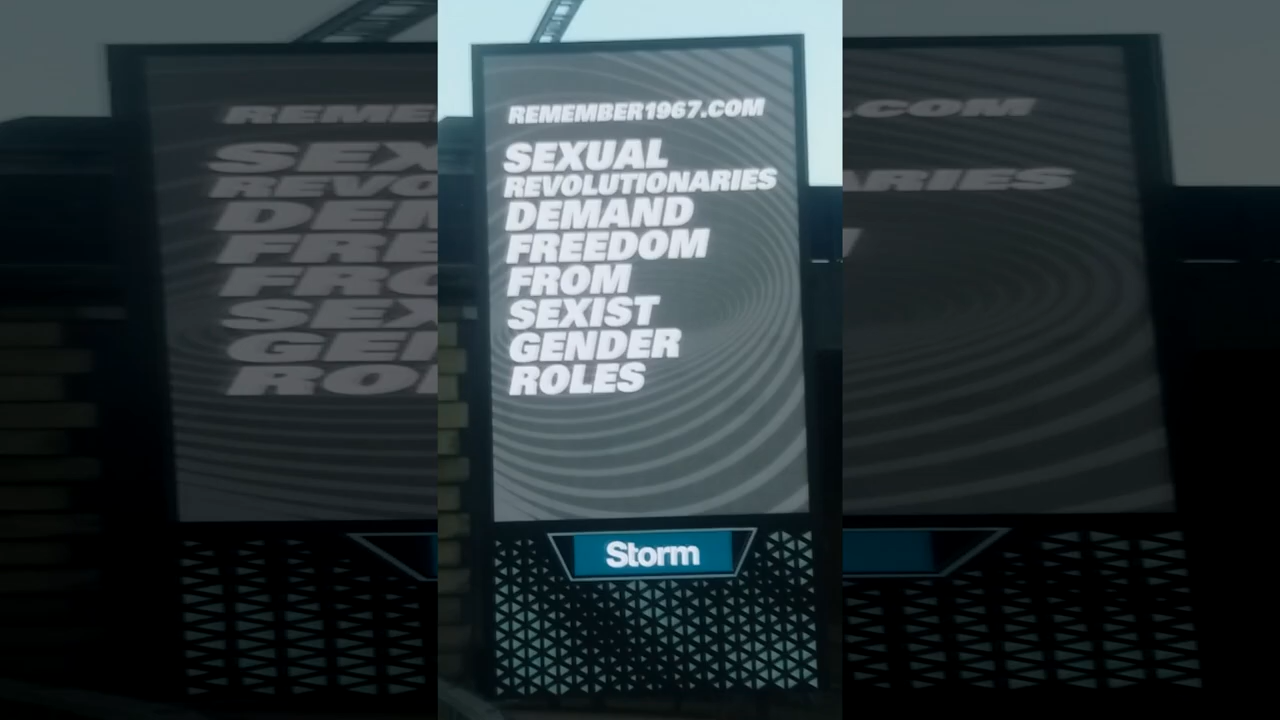 REMEMBER1967.COM
SEXUAL
REVOLUTIONARIES
DEMAND
FREEDOM
FROM
SEXIST
GENDER
ROLES
Storm